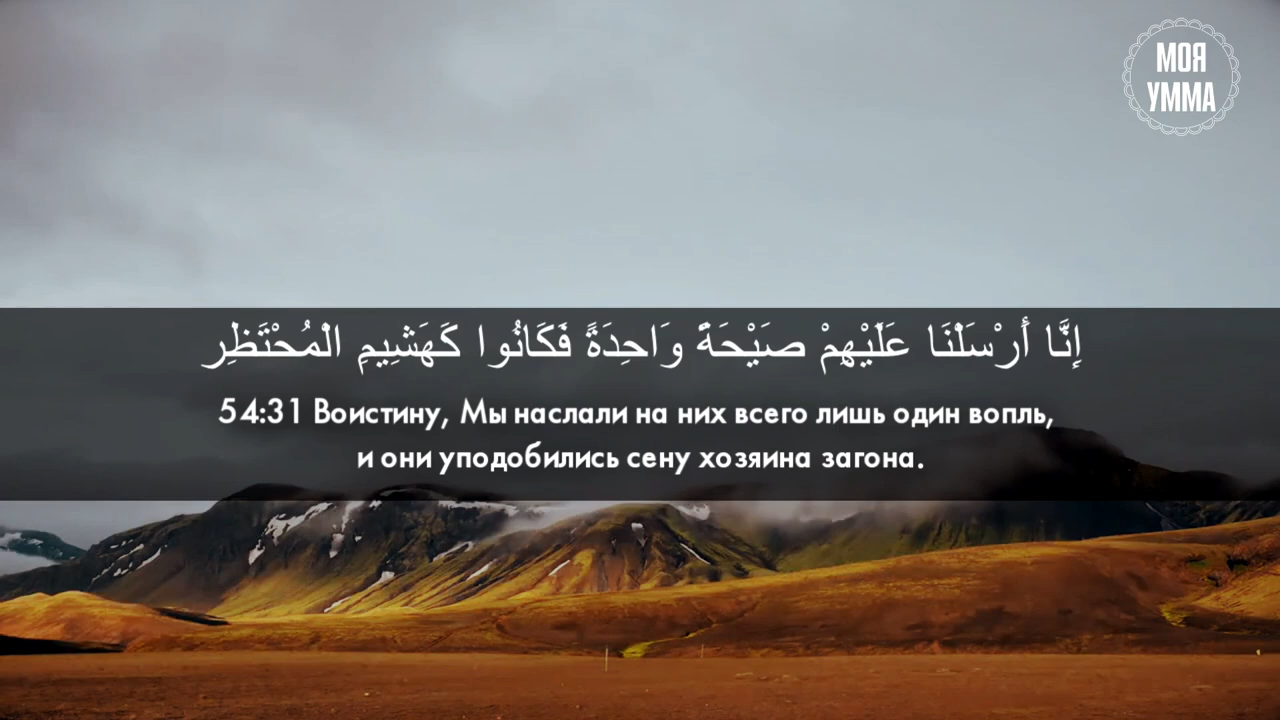 МОЯ
УММА
إِنَّا أَرْسَلْنَا عَلَيْهِمْ صَيْحَةً وَاحِدَةً فَكَانُوا كَهَشِيمِ الْمُحْتَظِرِ
54:31 Воистину, Мы наслали на них всего лишь один вопль,
и они уподобились сену хозяина загона.